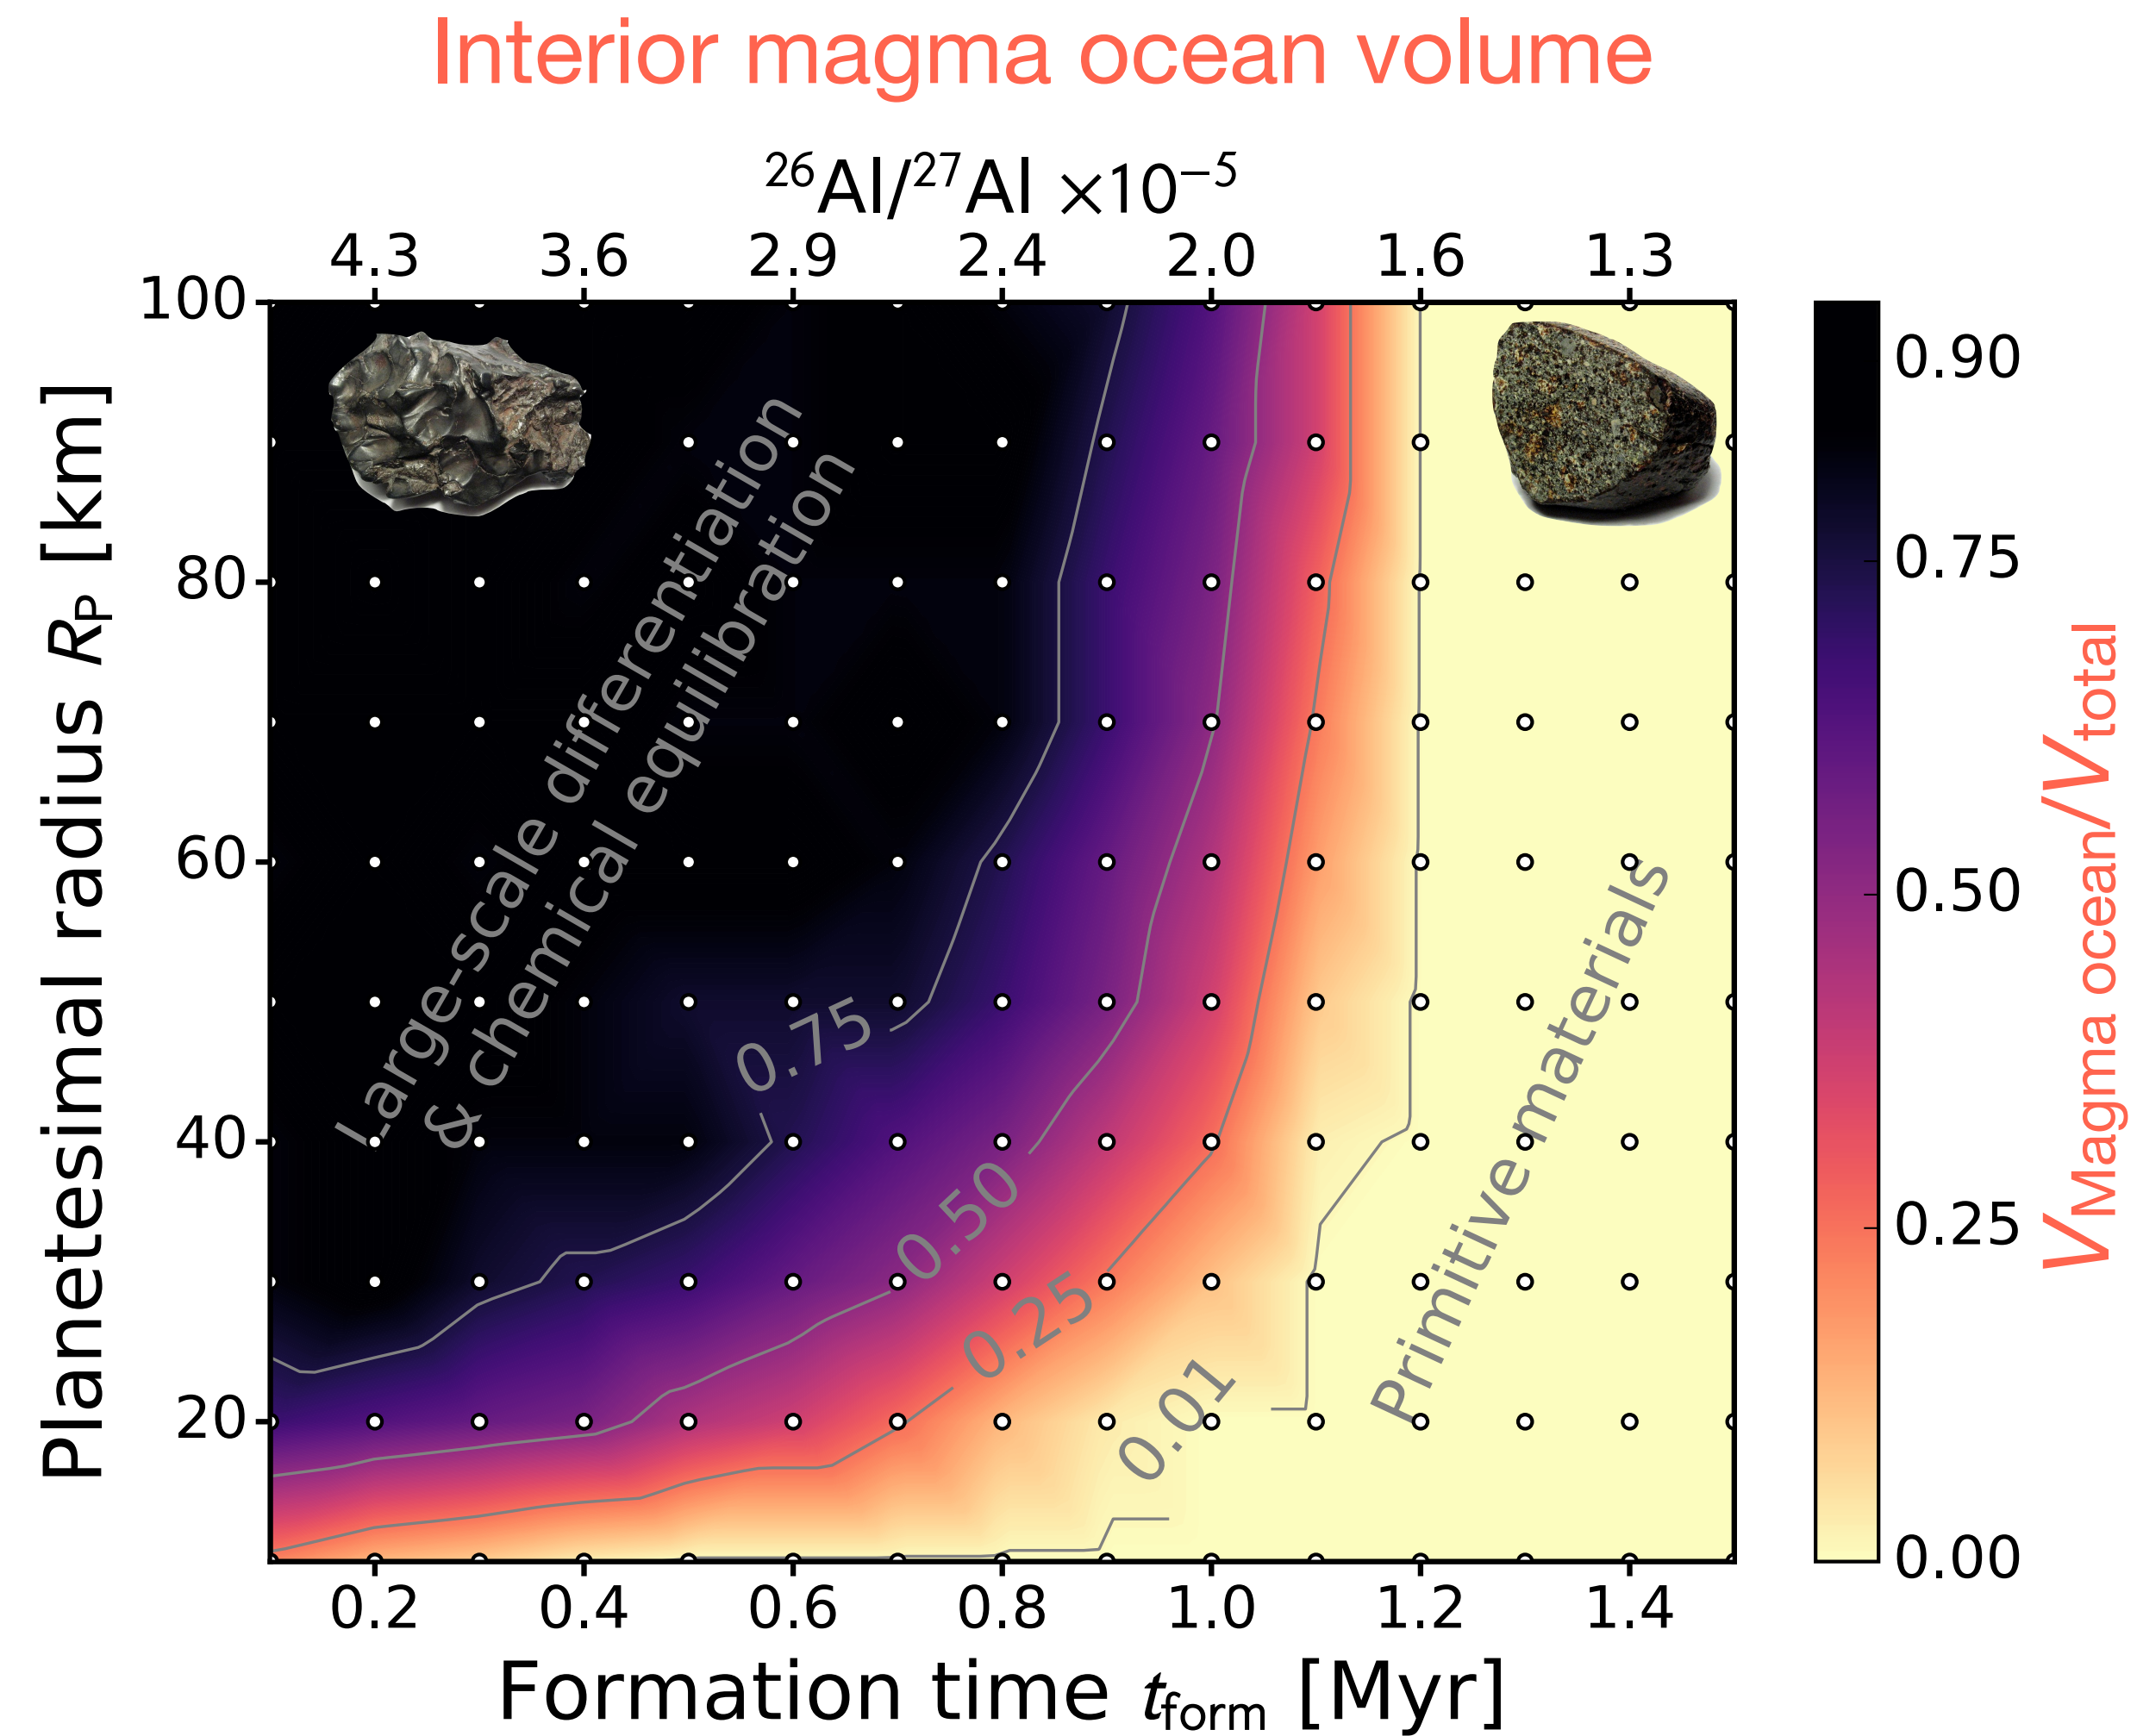 Interior magma ocean volume
²⁶Al/²⁷Al ×10⁻⁵
4.3 3.6 2.9 2.4 2.0 1.6 1.3
100
80
60
40
20
Planetesimal radius R_P [km]
Large-scale differentiation
& chemical equilibration
0.75
0.50
0.25
0.01
Primitive materials
0.2 0.4 0.6 0.8 1.0 1.2 1.4
Formation time t_form [Myr]
0.90
0.75
0.50
0.25
0.00
V_Magma ocean/V_total